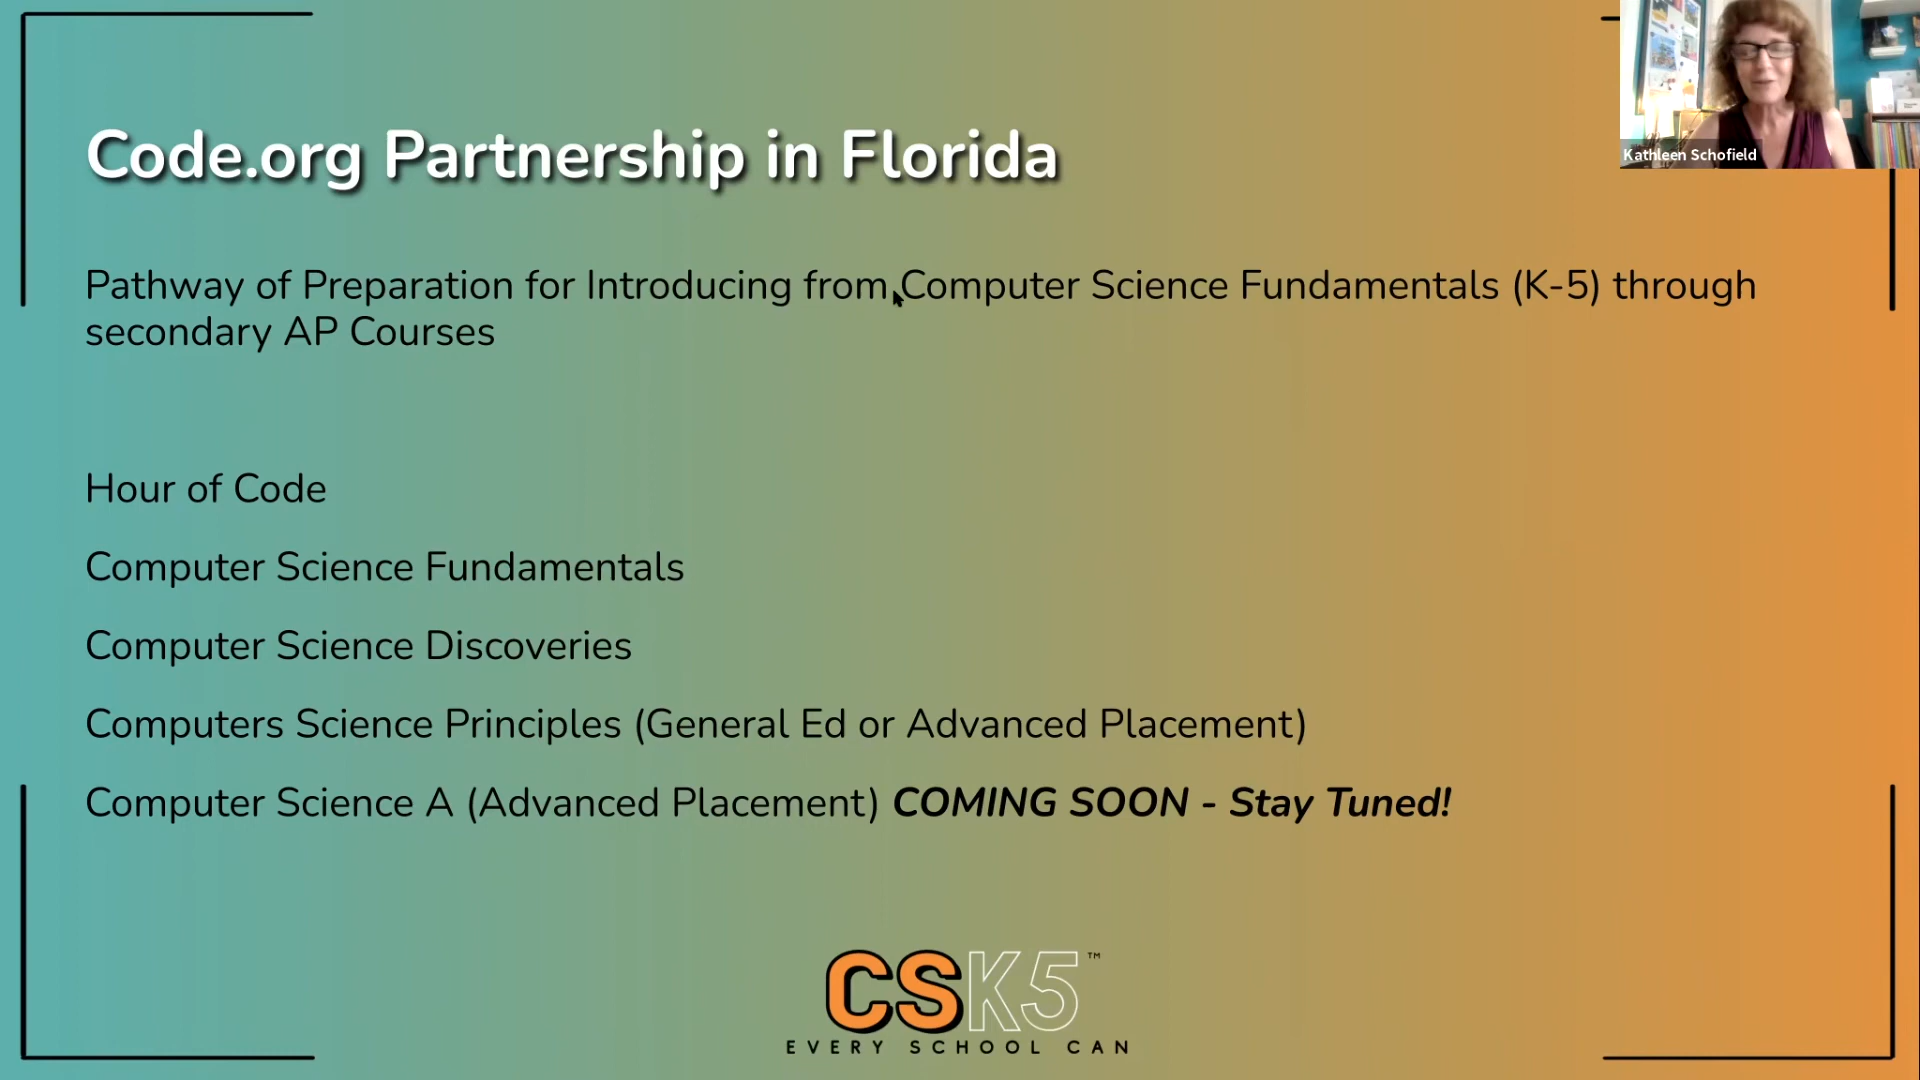 Kathleen Schofield
Code.org Partnership in Florida
Pathway of Preparation for Introducing from Computer Science Fundamentals (K-5) through
secondary AP Courses
Hour of Code
Computer Science Fundamentals
Computer Science Discoveries
Computers Science Principles (General Ed or Advanced Placement)
Computer Science A (Advanced Placement) COMING SOON - Stay Tuned!
CSK5™
EVERY SCHOOL CAN